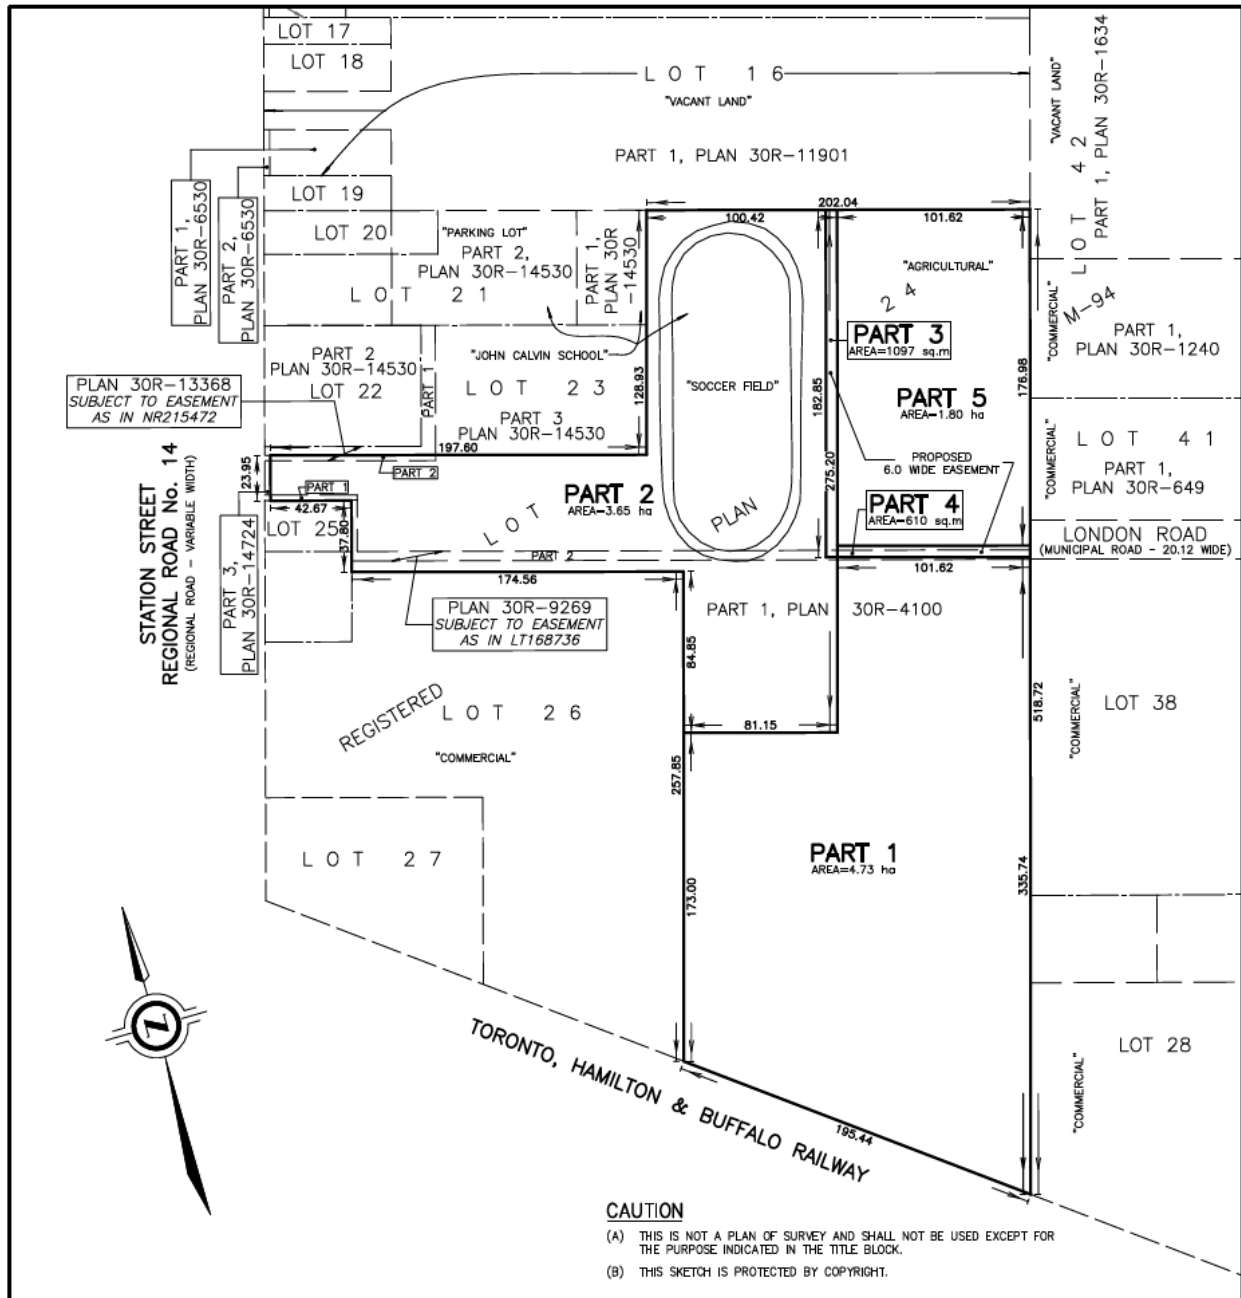 LOT 17
LOT 18
LOT 16
"VACANT LAND"
PART 1, PLAN 30R-11901
"VACANT LAND"
LOT 42
PART 1, PLAN 30R-1634
PART 1,
PLAN 30R-6530
PART 2,
PLAN 30R-6530
LOT 19
LOT 20
"PARKING LOT"
PART 2,
PLAN 30R-14530
LOT 21
PART 1,
PLAN 30R
-14530
202.04
100.42
101.62
"AGRICULTURAL"
24
M-94
"COMMERCIAL"
PART 1,
PLAN 30R-1240
PART 3
AREA=1097 sq.m
PART 2
PLAN 30R-14530
LOT 22
PART 1
"JOHN CALVIN SCHOOL"
LOT 23
PART 3
PLAN 30R-14530
128.93
"SOCCER FIELD"
182.85
275.20
176.98
PART 5
AREA=1.80 ha
PLAN 30R-13368
SUBJECT TO EASEMENT
AS IN NR215472
197.60
PART 2
PART 1
23.95
42.67
37.80
LOT 25
STATION STREET
REGIONAL ROAD No. 14
(REGIONAL ROAD - VARIABLE WIDTH)
PART 3,
PLAN 30R-14724
LOT
PART 2
AREA=3.65 ha
PLAN
PROPOSED
6.0 WIDE EASEMENT
PART 4
AREA=610 sq.m
"COMMERCIAL"
LOT 41
PART 1,
PLAN 30R-649
LONDON ROAD
(MUNICIPAL ROAD - 20.12 WIDE)
PART 2
174.56
101.62
PLAN 30R-9269
SUBJECT TO EASEMENT
AS IN LT168736
PART 1, PLAN 30R-4100
84.85
81.15
518.72
"COMMERCIAL"
LOT 38
REGISTERED
LOT 26
"COMMERCIAL"
257.85
LOT 27
PART 1
AREA=4.73 ha
173.00
335.74
195.44
TORONTO, HAMILTON & BUFFALO RAILWAY
"COMMERCIAL"
LOT 28
Z
CAUTION
(A) THIS IS NOT A PLAN OF SURVEY AND SHALL NOT BE USED EXCEPT FOR
THE PURPOSE INDICATED IN THE TITLE BLOCK.
(B) THIS SKETCH IS PROTECTED BY COPYRIGHT.